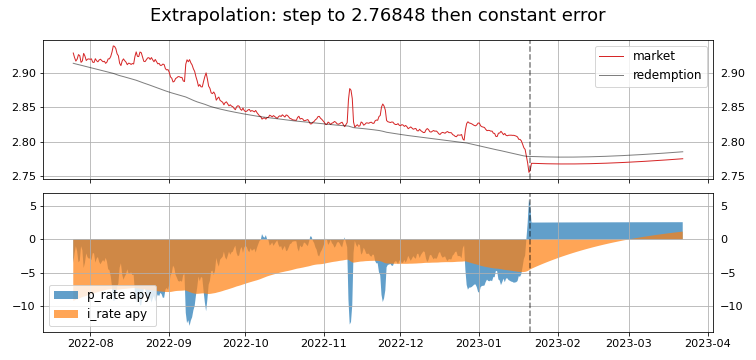 Extrapolation: step to 2.76848 then constant error
2.90
2.85
2.80
2.75
market
redemption
2.90
2.85
2.80
2.75
5
0
−5
−10
p_rate apy
i_rate apy
5
0
−5
−10
2022-08 2022-09 2022-10 2022-11 2022-12 2023-01 2023-02 2023-03 2023-04